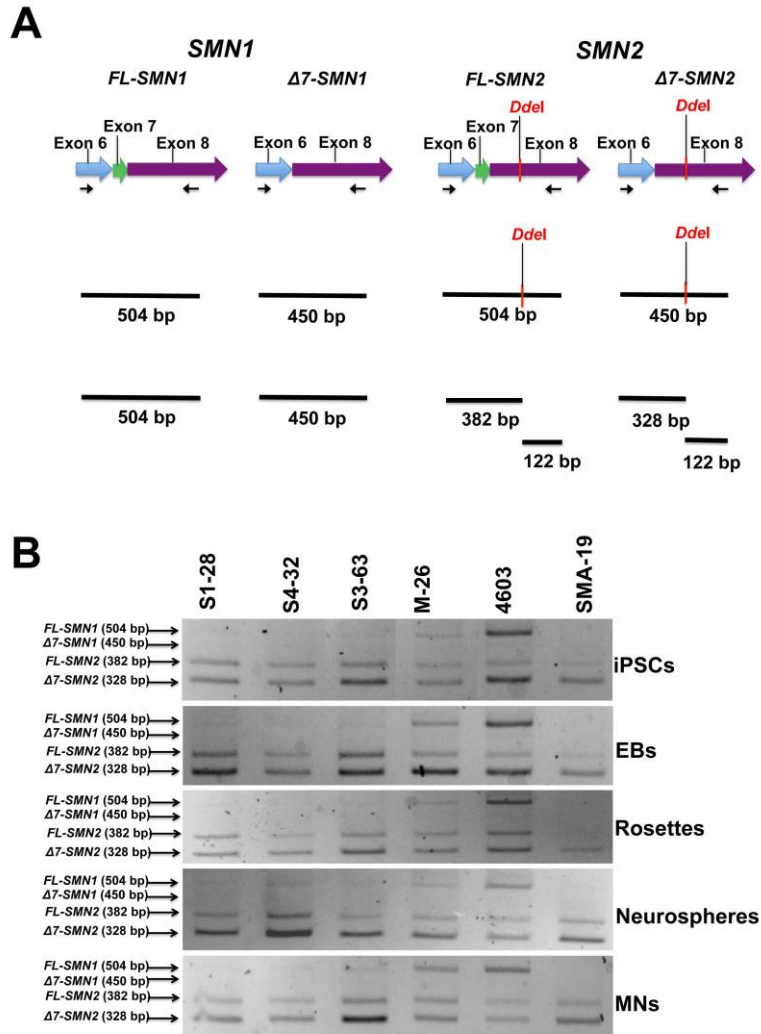 A
SMN1 SMN2
FL-SMN1 Δ7-SMN1 FL-SMN2 Δ7-SMN2
DdeI DdeI
Exon 6 Exon 7 Exon 8 Exon 6 Exon 8 Exon 6 Exon 7 Exon 8 Exon 6 Exon 8
DdeI DdeI
504 bp 450 bp 504 bp 450 bp
504 bp 450 bp 382 bp 328 bp
122 bp 122 bp
B
S1-28 S4-32 S3-63 M-26 4603 SMA-19
FL-SMN1 (504 bp)
Δ7-SMN1 (450 bp)
FL-SMN2 (382 bp)
Δ7-SMN2 (328 bp)
iPSCs
FL-SMN1 (504 bp)
Δ7-SMN1 (450 bp)
FL-SMN2 (382 bp)
Δ7-SMN2 (328 bp)
EBs
FL-SMN1 (504 bp)
Δ7-SMN1 (450 bp)
FL-SMN2 (382 bp)
Δ7-SMN2 (328 bp)
Rosettes
FL-SMN1 (504 bp)
Δ7-SMN1 (450 bp)
FL-SMN2 (382 bp)
Δ7-SMN2 (328 bp)
Neurospheres
FL-SMN1 (504 bp)
Δ7-SMN1 (450 bp)
FL-SMN2 (382 bp)
Δ7-SMN2 (328 bp)
MNs